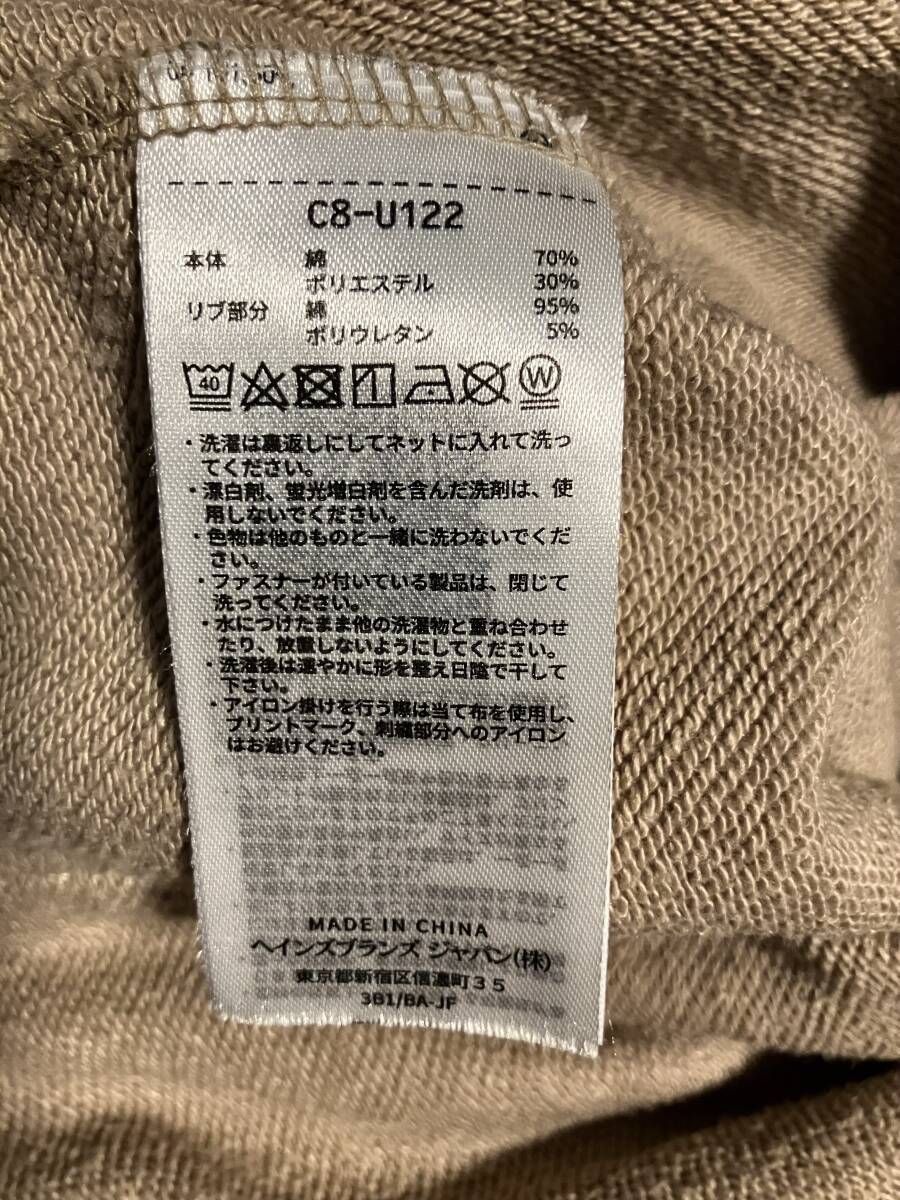 C8-U122
本体 綿 70%
ポリエステル 30%
リブ部分 綿 95%
ポリウレタン 5%
40 W
・洗濯は裏返しにしてネットに入れて洗っ
てください。
・漂白剤、蛍光増白剤を含んだ洗剤は、使
用しないでください。
・色物は他のものと一緒に洗わないでくだ
さい。
・ファスナーが付いている製品は、閉じて
洗ってください。
・水につけたまま他の洗濯物と重ね合わせ
たり、放置しないようにしてください。
・洗濯後は速やかに形を整え日陰で干して
下さい。
・アイロン掛けを行う際は当て布を使用し、
プリントマーク、刺繍部分へのアイロン
はお避けください。
MADE IN CHINA
ヘインズブランズ ジャパン(株)
東京都新宿区信濃町35
3B1/BA-JF